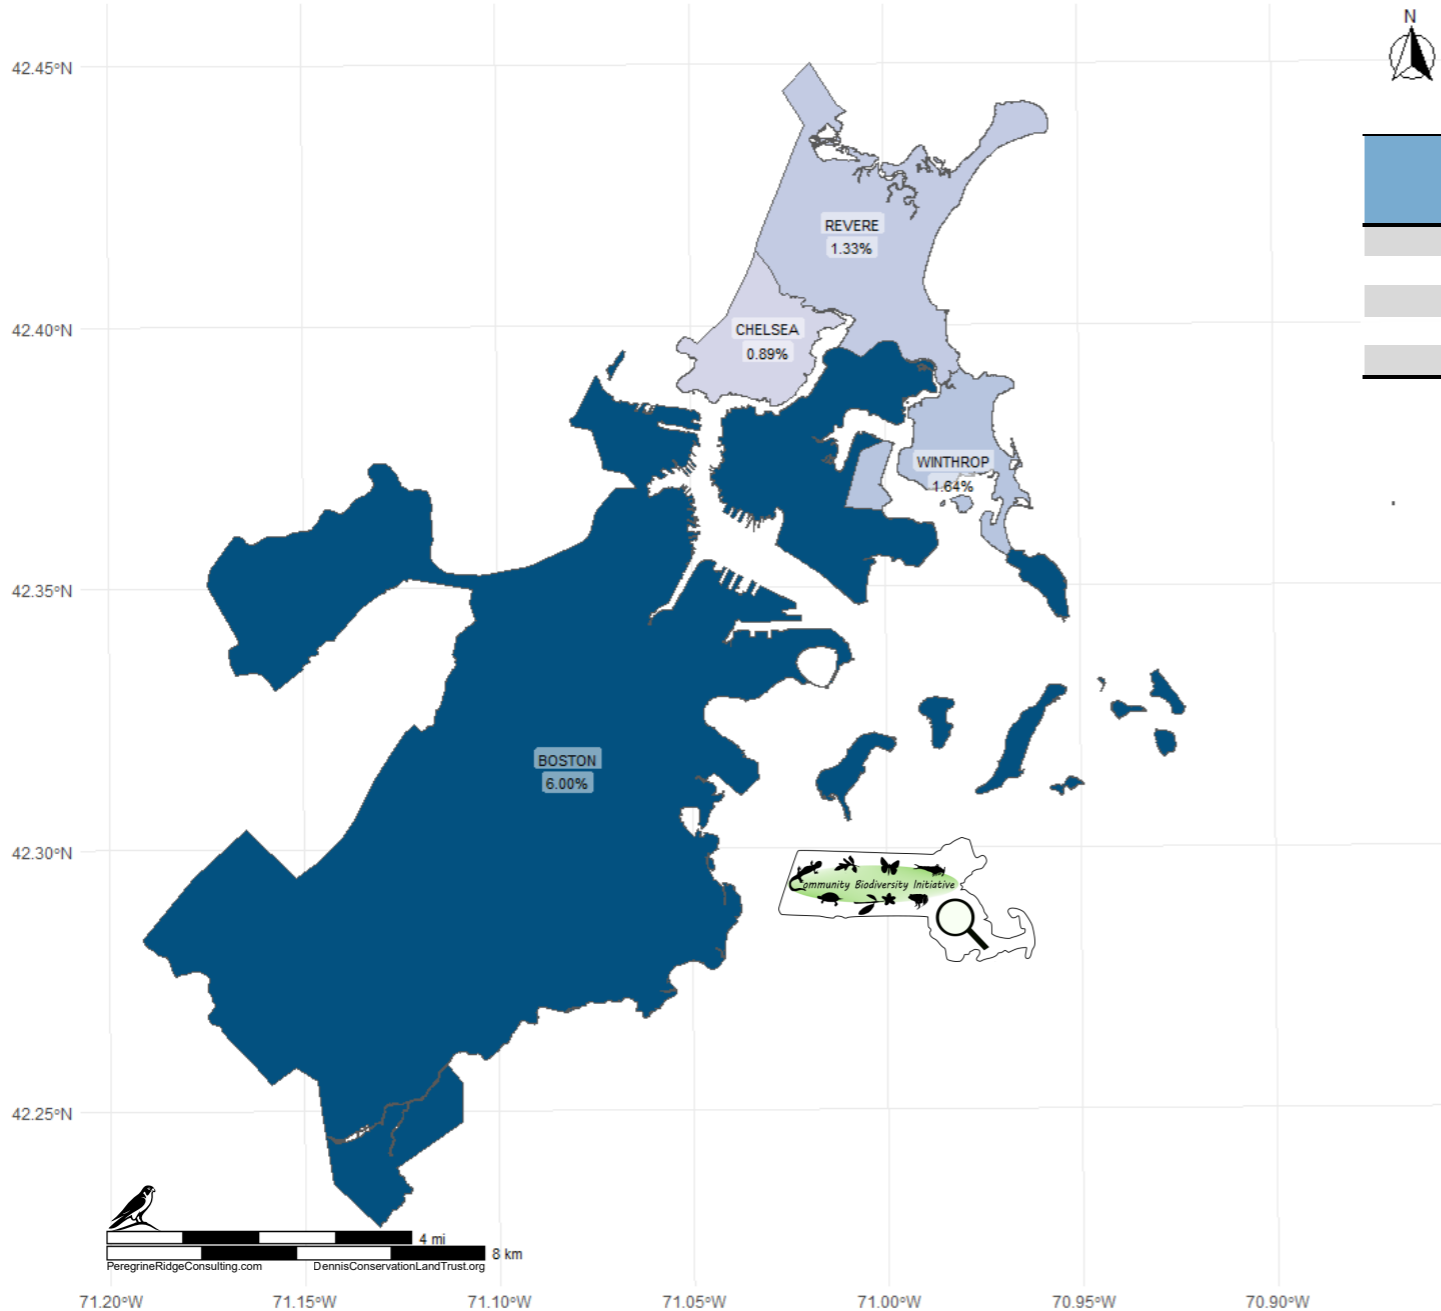 N
42.45°N
REVERE
1.33%
42.40°N
CHELSEA
0.89%
WINTHROP
1.64%
42.35°N
BOSTON
6.00%
42.30°N
Community Biodiversity Initiative
42.25°N
4 mi
8 km
PeregrineRidgeConsulting.com DennisConservationLandTrust.org
71.20°W 71.15°W 71.10°W 71.05°W 71.00°W 70.95°W 70.90°W